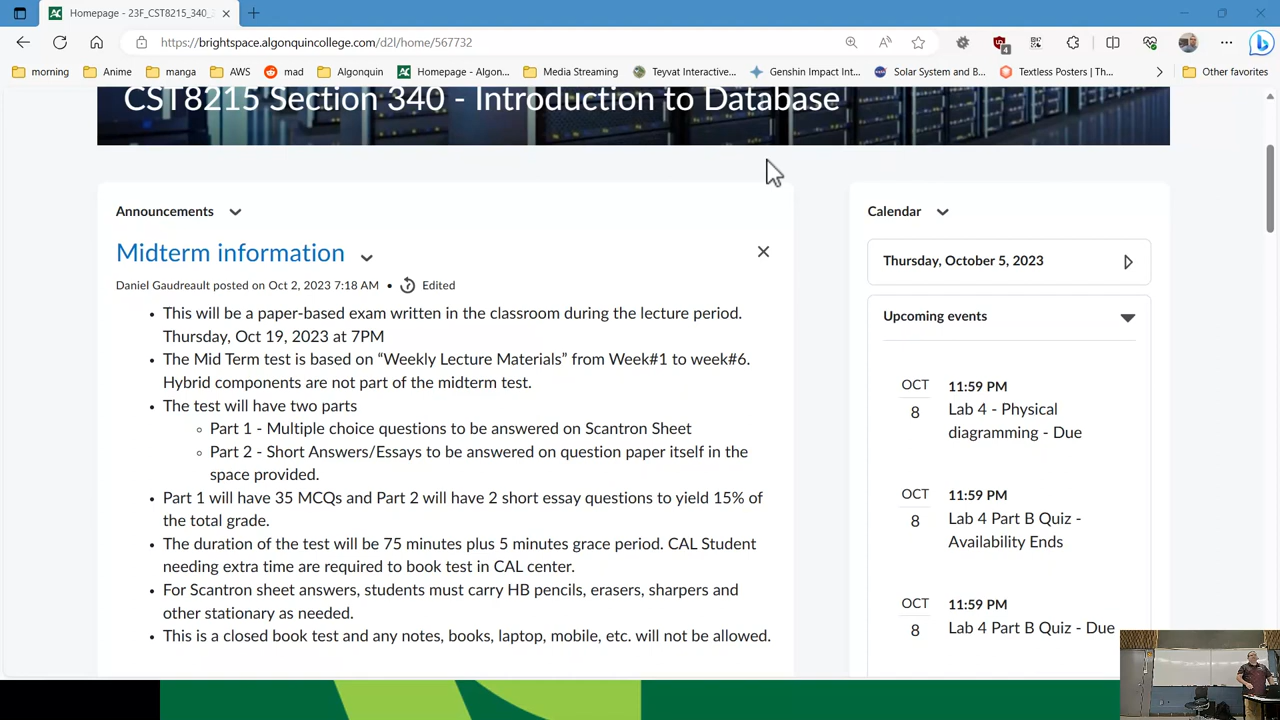 Homepage - 23F_CST8215_340_
https://brightspace.algonquincollege.com/d2l/home/567732
morning
Anime
manga
AWS
mad
Algonquin
Homepage - Algon...
Media Streaming
Teyvat Interactive...
Genshin Impact Int...
Solar System and B...
Textless Posters | Th...
Other favorites
CST8215 Section 340 - Introduction to Database
Announcements
Midterm information
Daniel Gaudreault posted on Oct 2, 2023 7:18 AM • Edited
• This will be a paper-based exam written in the classroom during the lecture period.
Thursday, Oct 19, 2023 at 7PM
• The Mid Term test is based on “Weekly Lecture Materials” from Week#1 to week#6.
Hybrid components are not part of the midterm test.
• The test will have two parts
◦ Part 1 - Multiple choice questions to be answered on Scantron Sheet
◦ Part 2 - Short Answers/Essays to be answered on question paper itself in the
space provided.
• Part 1 will have 35 MCQs and Part 2 will have 2 short essay questions to yield 15% of
the total grade.
• The duration of the test will be 75 minutes plus 5 minutes grace period. CAL Student
needing extra time are required to book test in CAL center.
• For Scantron sheet answers, students must carry HB pencils, erasers, sharpers and
other stationary as needed.
• This is a closed book test and any notes, books, laptop, mobile, etc. will not be allowed.
Calendar
Thursday, October 5, 2023
Upcoming events
OCT
8
11:59 PM
Lab 4 - Physical
diagramming - Due
OCT
8
11:59 PM
Lab 4 Part B Quiz -
Availability Ends
OCT
8
11:59 PM
Lab 4 Part B Quiz - Due